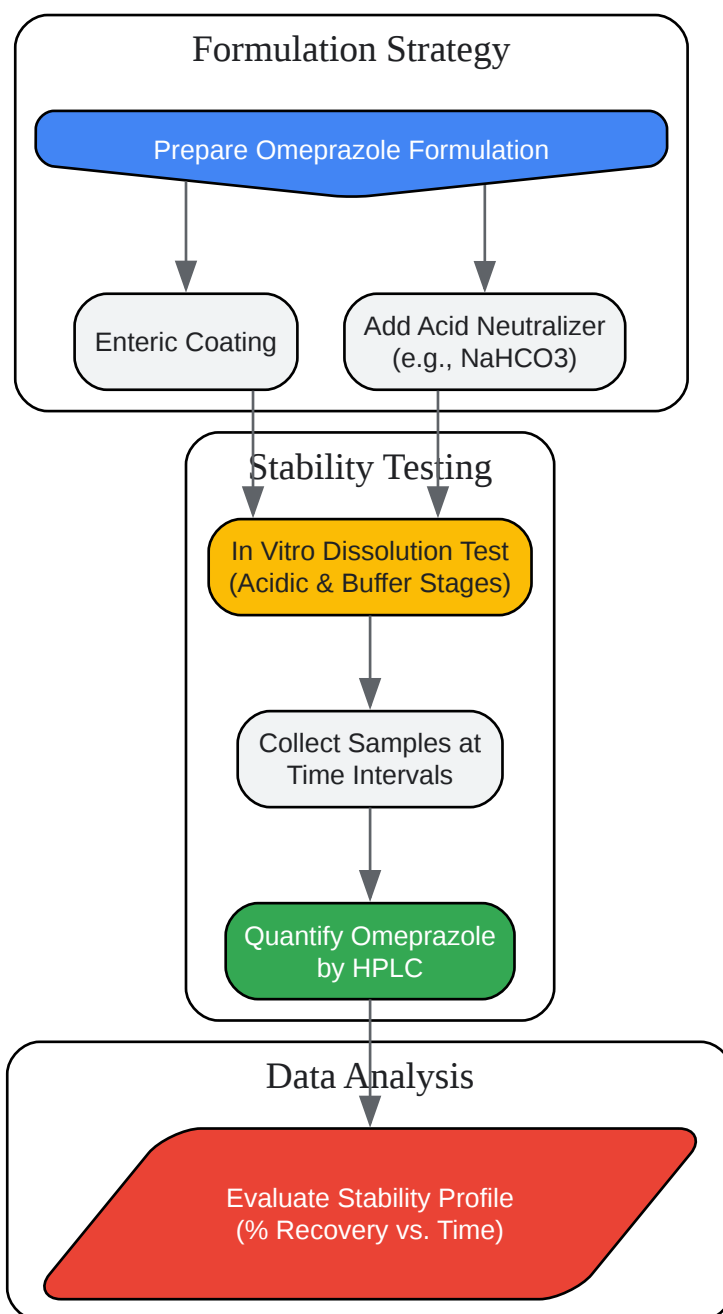 Formulation Strategy
Prepare Omeprazole Formulation
Enteric Coating
Add Acid Neutralizer
(e.g., NaHCO3)
Stability Testing
In Vitro Dissolution Test
(Acidic & Buffer Stages)
Collect Samples at
Time Intervals
Quantify Omeprazole
by HPLC
Data Analysis
Evaluate Stability Profile
(% Recovery vs. Time)